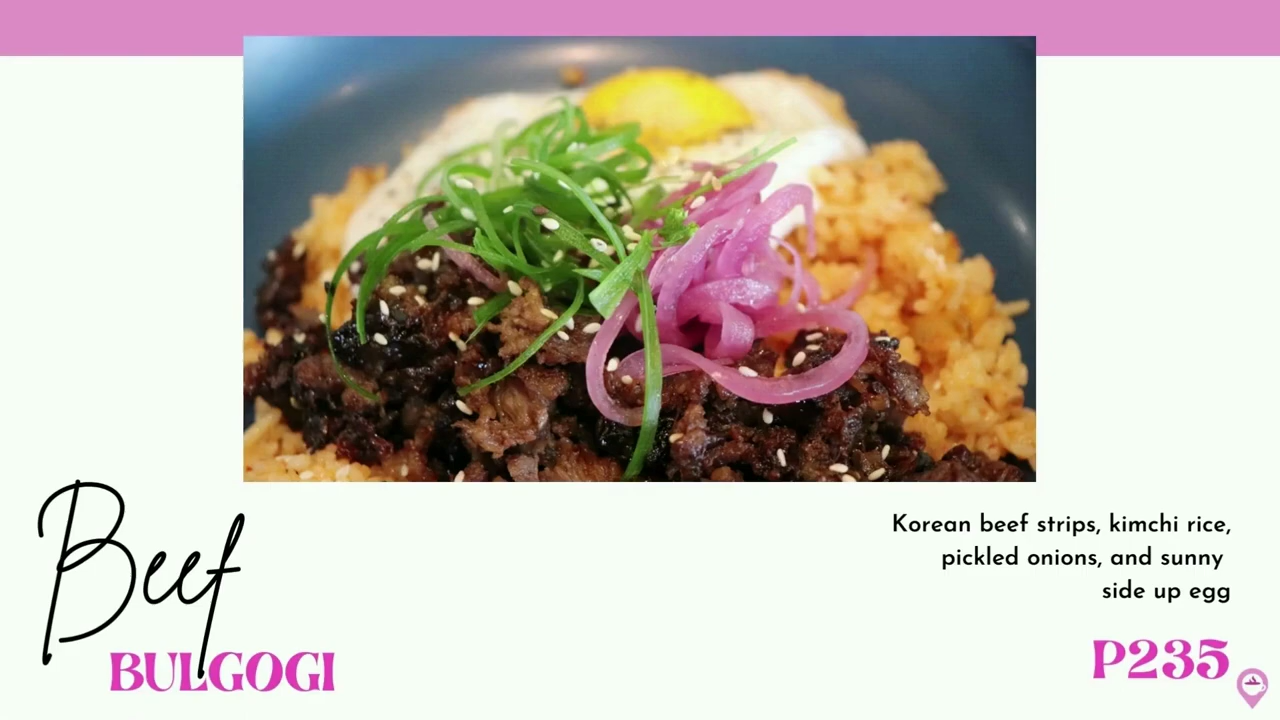 Beef
BULGOGI
Korean beef strips, kimchi rice,
pickled onions, and sunny
side up egg
P235